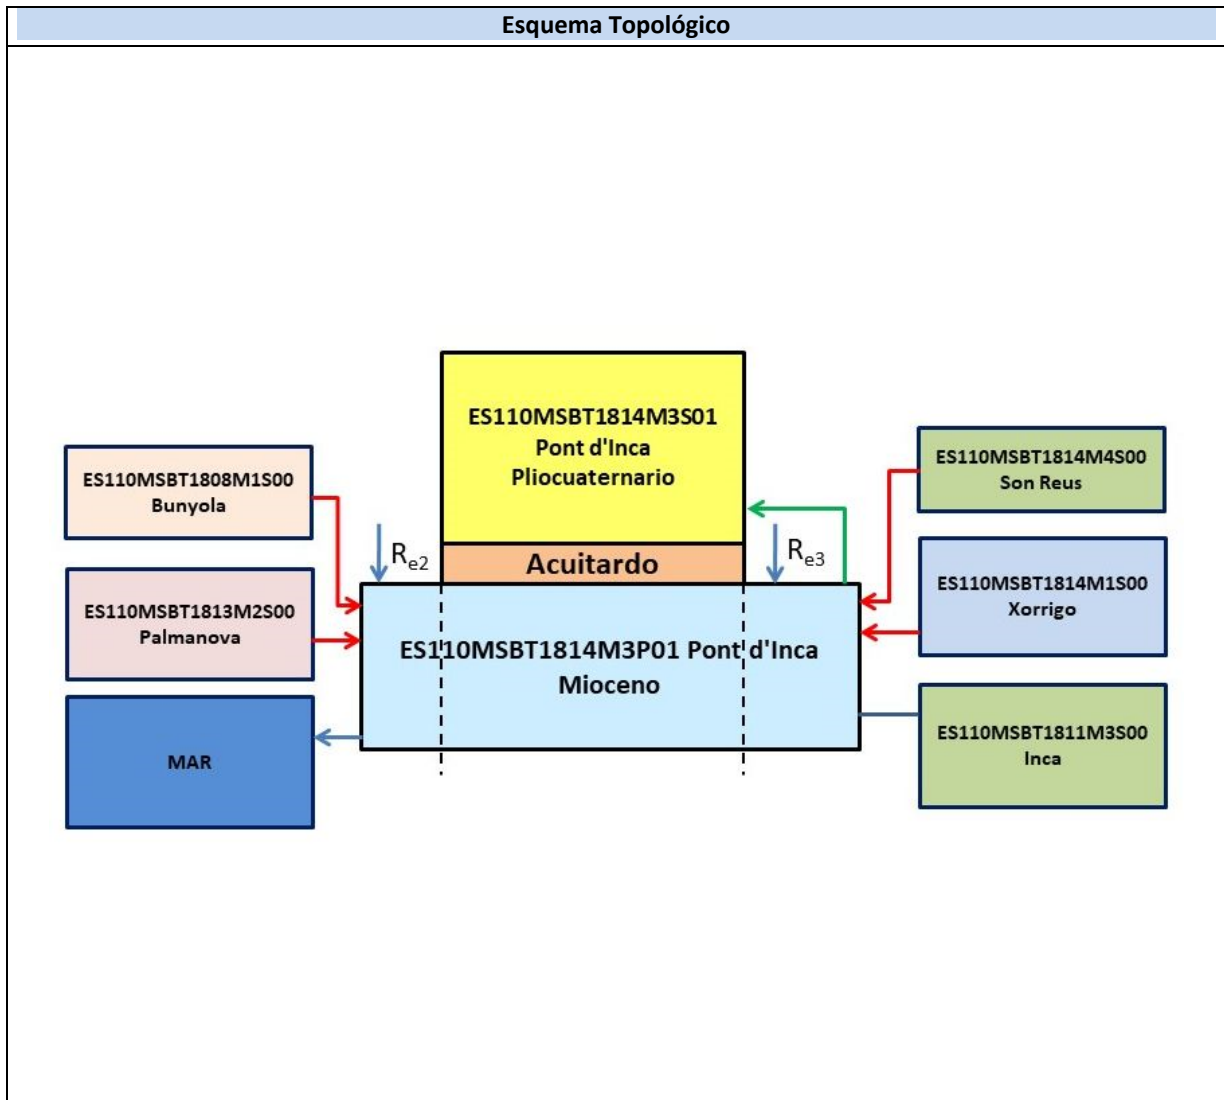 Esquema Topológico
ES110MSBT1814M3S01
Pont d'Inca
Pliocuaternario
ES110MSBT1808M1S00
Bunyola
ES110MSBT1814M4S00
Son Reus
Re2
Acuitardo
Re3
ES110MSBT1813M2S00
Palmanova
ES110MSBT1814M1S00
Xorrigo
ES110MSBT1814M3P01 Pont d'Inca
Mioceno
MAR
ES110MSBT1811M3S00
Inca